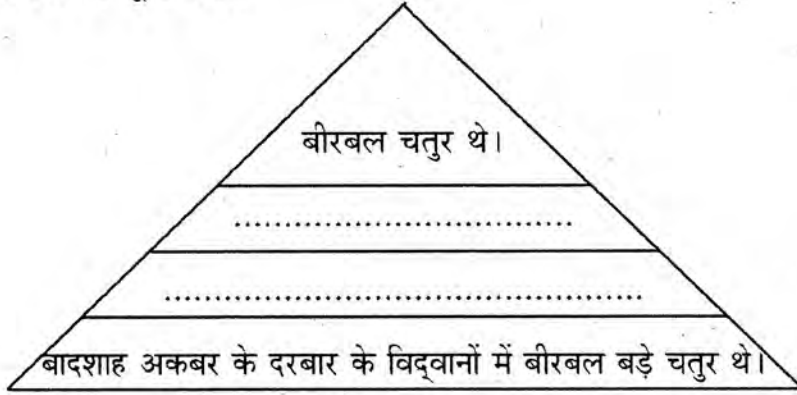 बीरबल चतुर थे।
.................................
...............................................
बादशाह अकबर के दरबार के विद्‌वानों में बीरबल बड़े चतुर थे।